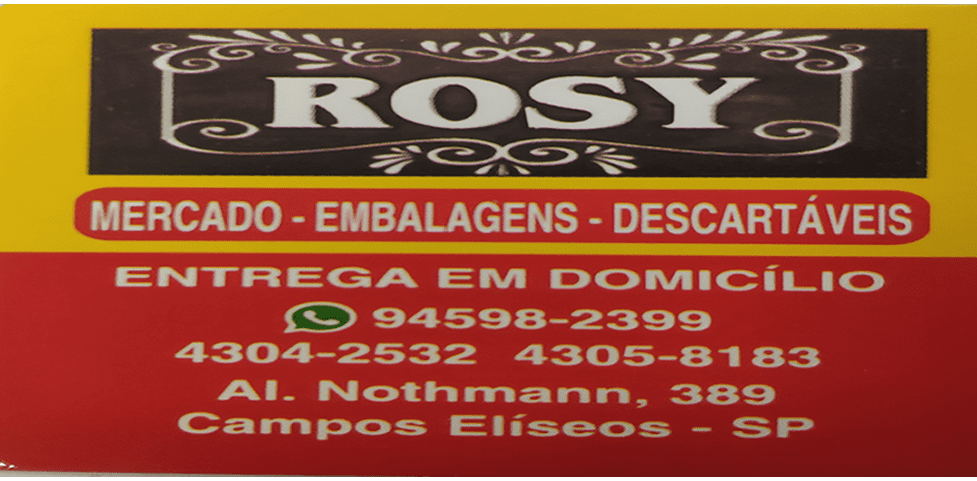 ROSY
MERCADO - EMBALAGENS - DESCARTÁVEIS
ENTREGA EM DOMICÍLIO
94598-2399
4304-2532 4305-8183
Al. Nothmann, 389
Campos Elíseos - SP